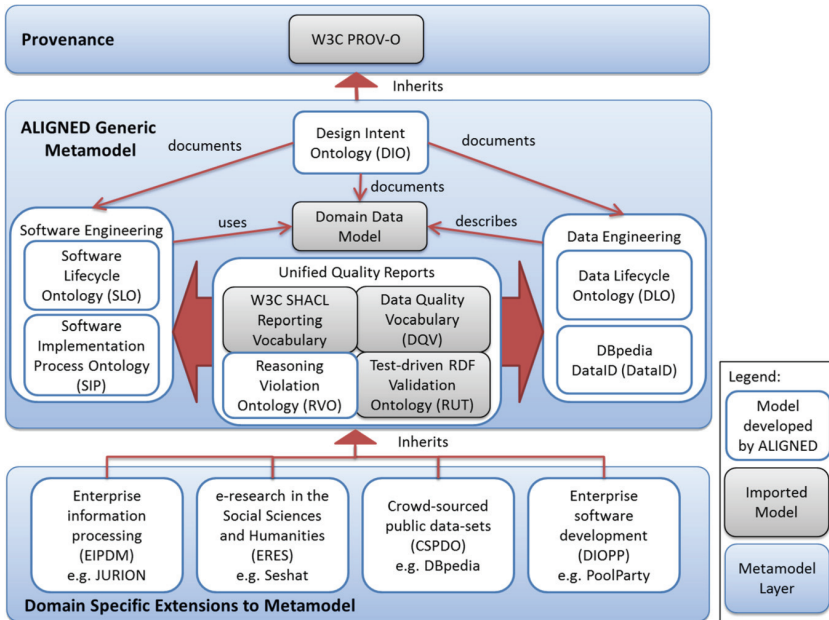 Provenance
W3C PROV-O
Inherits
ALIGNED Generic
Metamodel
Design Intent
Ontology (DIO)
documents
documents
documents
Domain Data
Model
uses
describes
Software Engineering
Software
Lifecycle
Ontology (SLO)
Software
Implementation
Process Ontology
(SIP)
Unified Quality Reports
W3C SHACL
Reporting
Vocabulary
Data Quality
Vocabulary
(DQV)
Reasoning
Violation
Ontology (RVO)
Test-driven RDF
Validation
Ontology (RUT)
Data Engineering
Data Lifecycle
Ontology (DLO)
DBpedia
DataID (DataID)
Inherits
Enterprise
information
processing
(EIPDM)
e.g. JURION
e-research in the
Social Sciences
and Humanities
(ERES)
e.g. Seshat
Crowd-sourced
public data-sets
(CSPDO)
e.g. DBpedia
Enterprise
software
development
(DIOPP)
e.g. PoolParty
Domain Specific Extensions to Metamodel
Legend:
Model
developed
by ALIGNED
Imported
Model
Metamodel
Layer